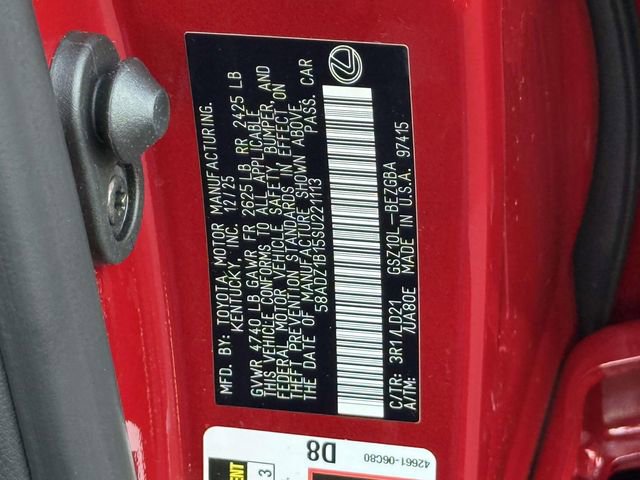 MFD. BY: TOYOTA MOTOR MANUFACTURING,
KENTUCKY, INC. 12/25
GVWR 4740 LB GAWR FR 2625 LB RR 2425 LB
THIS VEHICLE CONFORMS TO ALL APPLICABLE
FEDERAL MOTOR VEHICLE SAFETY, BUMPER, AND
THEFT PREVENTION STANDARDS IN EFFECT ON
THE DATE OF MANUFACTURE SHOWN ABOVE.
58ADZ1B15SU221113 PASS. CAR
C/TR: 3R1 /LD21 GSZ10L-BEZGBA
A/TM: /UA80E MADE IN U.S.A. 97415
D8
42661-06C80
3